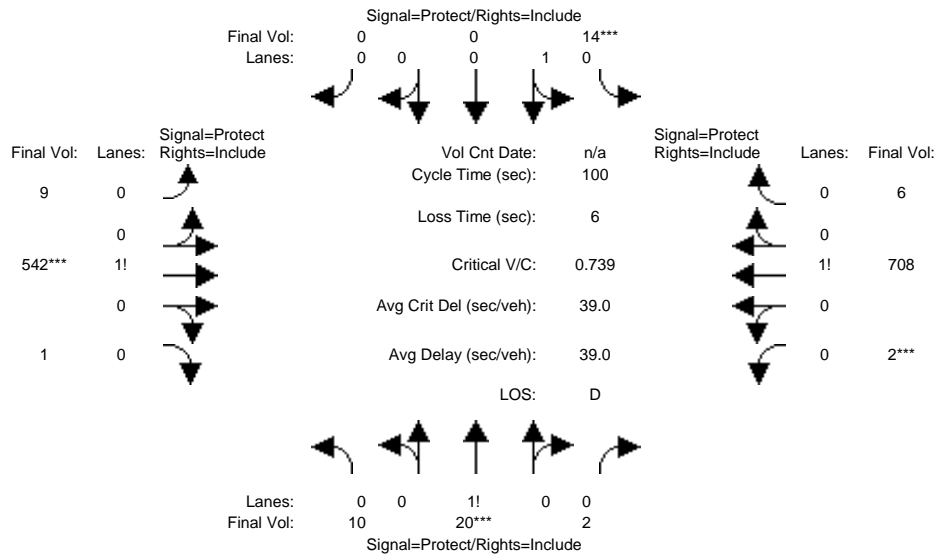 Signal=Protect/Rights=Include
Final Vol: 0 0 14***
Lanes: 0 0 0 1 0
Signal=Protect Signal=Protect
Final Vol: Lanes: Rights=Include Vol Cnt Date: n/a Rights=Include Lanes: Final Vol:
Cycle Time (sec): 100
9 0 0 6
Loss Time (sec): 6
0 0
542*** 1! Critical V/C: 0.739 1! 708
0 Avg Crit Del (sec/veh): 39.0 0
1 0 Avg Delay (sec/veh): 39.0 0 2***
LOS: D
Lanes: 0 0 1! 0 0
Final Vol: 10 20*** 2
Signal=Protect/Rights=Include